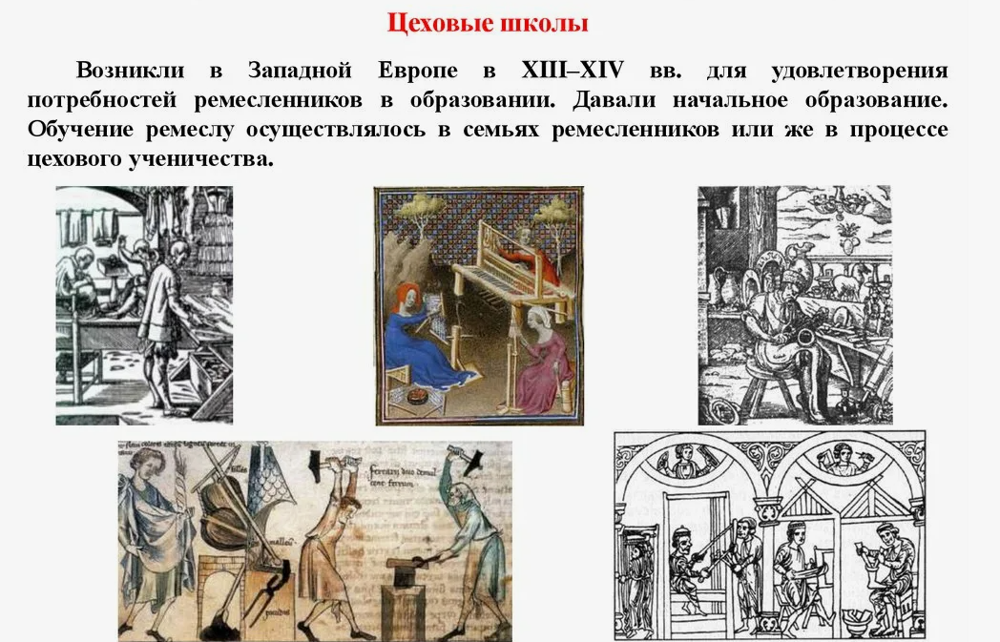 Цеховые школы
Возникли в Западной Европе в XIII–XIV вв. для удовлетворения
потребностей ремесленников в образовании. Давали начальное образование.
Обучение ремеслу осуществлялось в семьях ремесленников или же в процессе
цехового ученичества.